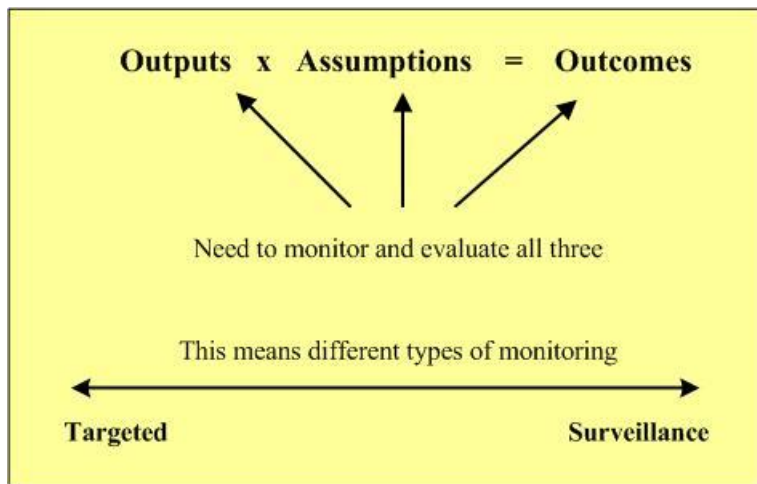 Outputs x Assumptions = Outcomes
Need to monitor and evaluate all three
This means different types of monitoring
Targeted Surveillance